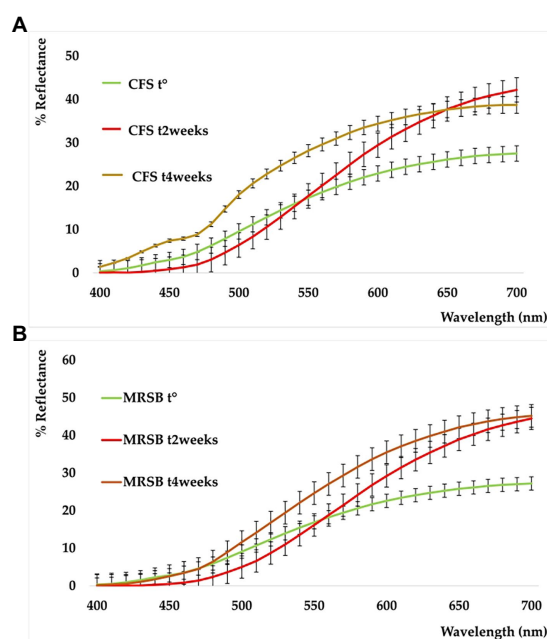 A
% Reflectance
50
40
30
20
10
0
CFS t°
CFS t2weeks
CFS t4weeks
400 450 500 550 600 650 700
Wavelength (nm)
B
% Reflectance
60
50
40
30
20
10
0
MRSB t°
MRSB t2weeks
MRSB t4weeks
400 450 500 550 600 650 700
Wavelength (nm)